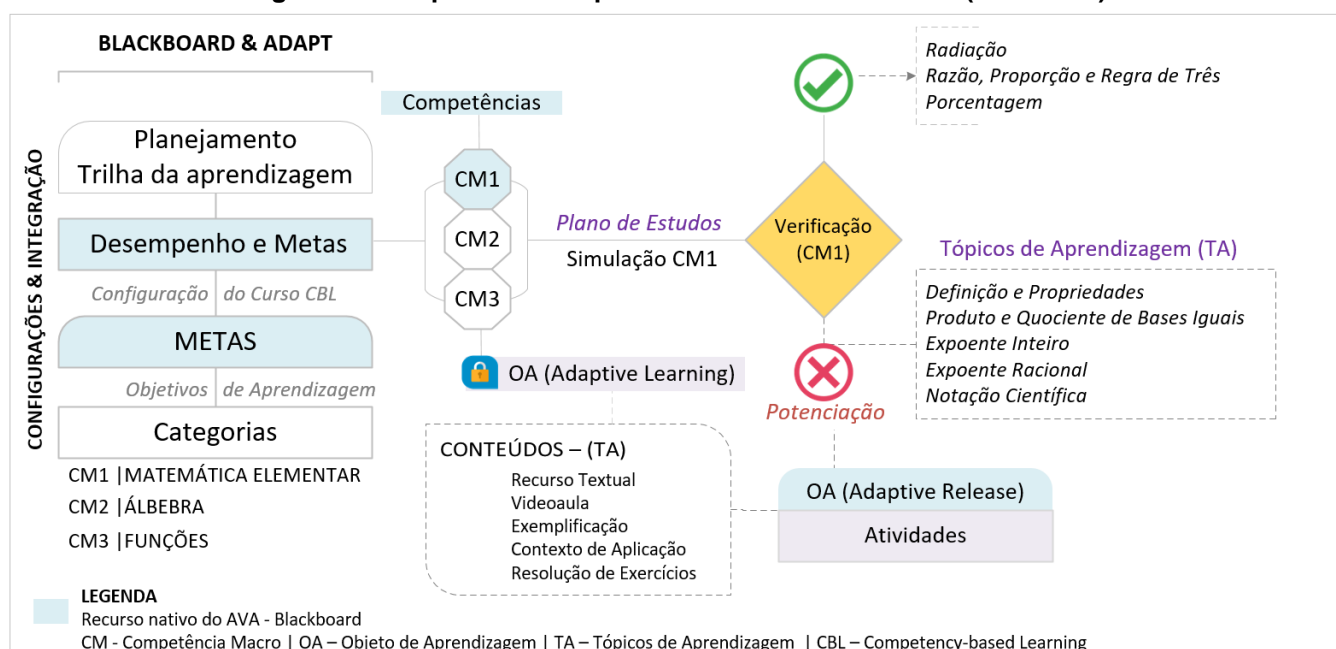 BLACKBOARD & ADAPT
CONFIGURAÇÕES & INTEGRAÇÃO
Planejamento
Trilha da aprendizagem
Desempenho e Metas
Configuração do Curso CBL
METAS
Objetivos de Aprendizagem
Categorias
CM1 |MATEMÁTICA ELEMENTAR
CM2 |ÁLBEBRA
CM3 |FUNÇÕES
Competências
CM1
CM2
CM3
OA (Adaptive Learning)
Plano de Estudos
Simulação CM1
Verificação
(CM1)
Radiação
Razão, Proporção e Regra de Três
Porcentagem
Tópicos de Aprendizagem (TA)
Definição e Propriedades
Produto e Quociente de Bases Iguais
Expoente Inteiro
Expoente Racional
Notação Científica
Potenciação
CONTEÚDOS – (TA)
Recurso Textual
Videoaula
Exemplificação
Contexto de Aplicação
Resolução de Exercícios
OA (Adaptive Release)
Atividades
LEGENDA
Recurso nativo do AVA - Blackboard
CM - Competência Macro | OA – Objeto de Aprendizagem | TA – Tópicos de Aprendizagem | CBL – Competency-based Learning